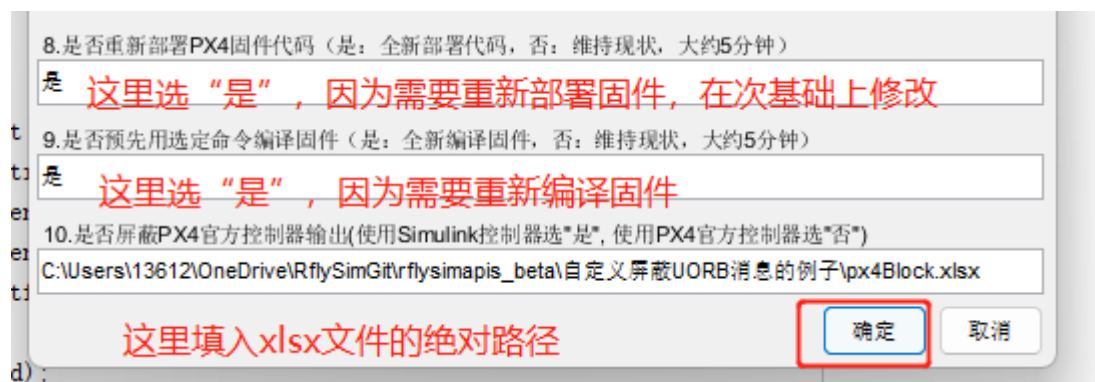 8.是否重新部署PX4固件代码（是：全新部署代码，否：维持现状，大约5分钟）
是
这里选“是”，因为需要重新部署固件，在次基础上修改
9.是否预先用选定命令编译固件（是：全新编译固件，否：维持现状，大约5分钟）
是
这里选“是”，因为需要重新编译固件
10.是否屏蔽PX4官方控制器输出(使用Simulink控制器选"是", 使用PX4官方控制器选"否")
C:\Users\13612\OneDrive\RflySimGit\rflysimapis_beta\自定义屏蔽UORB消息的例子\px4Block.xlsx
这里填入xlsx文件的绝对路径
确定
取消
d);